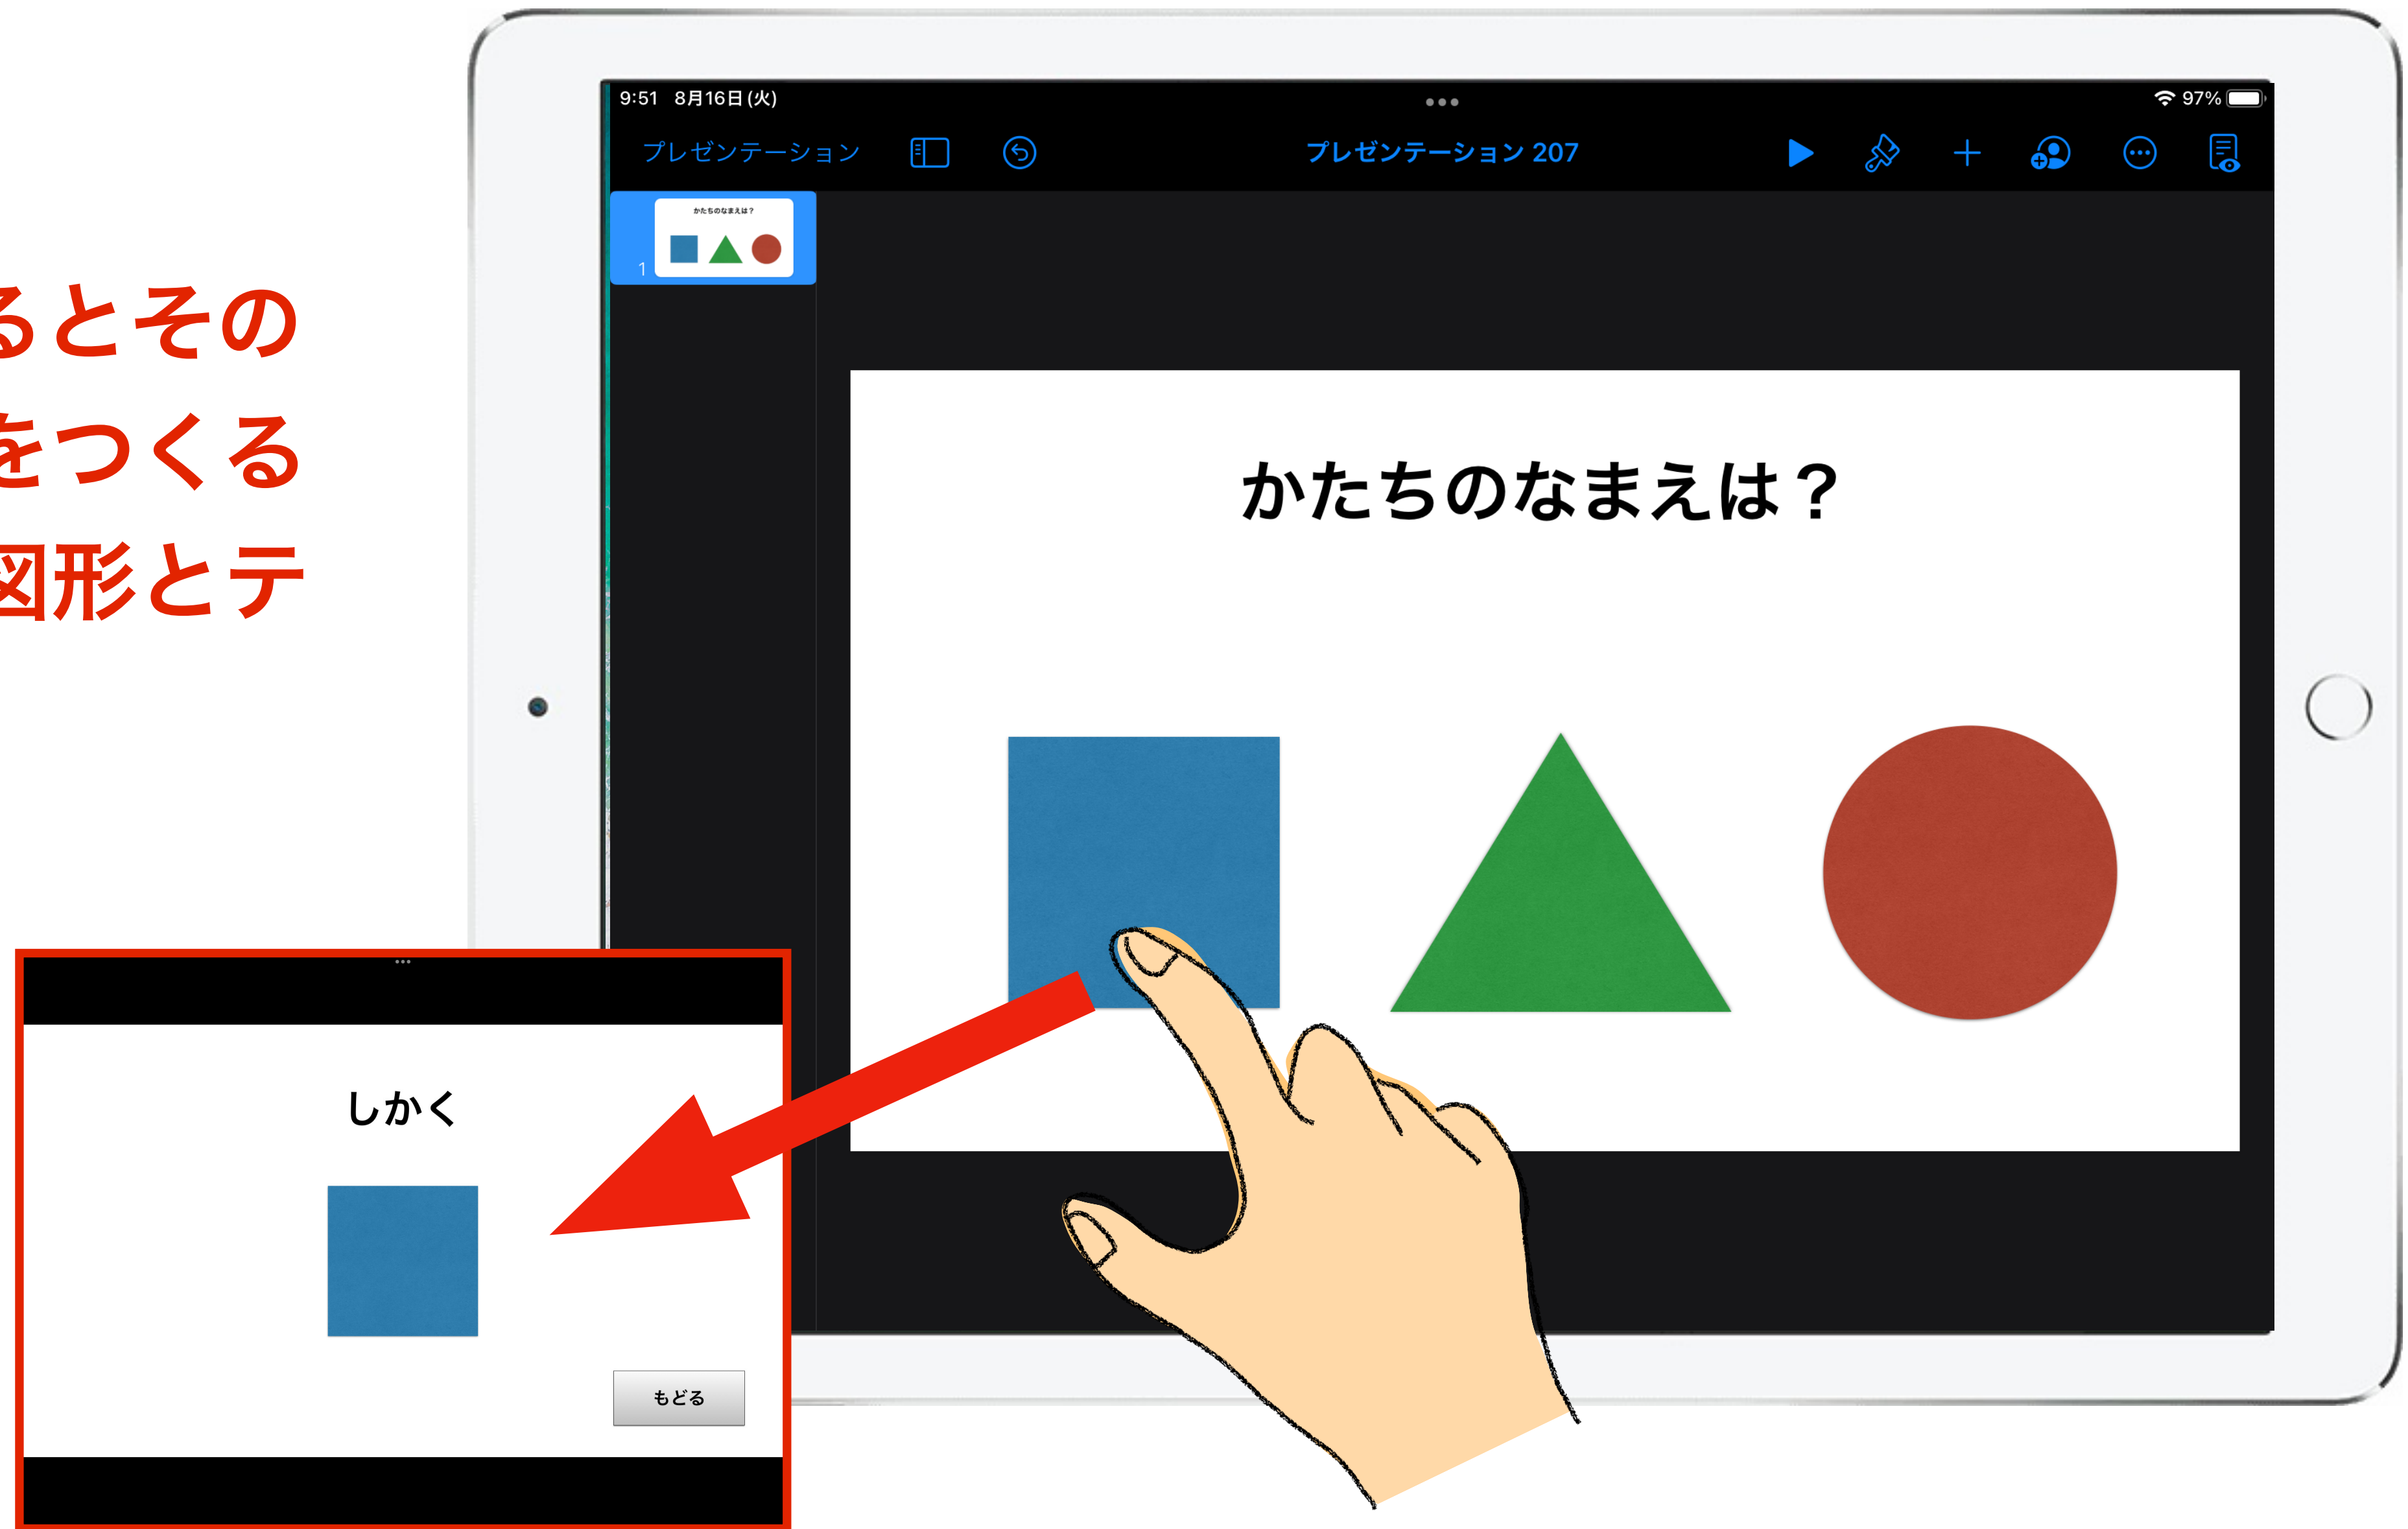 るとその
をつくる
図形とテ
9:51 8月16日(火)
97%
プレゼンテーション
プレゼンテーション 207
かたちのなまえは？
1
かたちのなまえは？
しかく
もどる